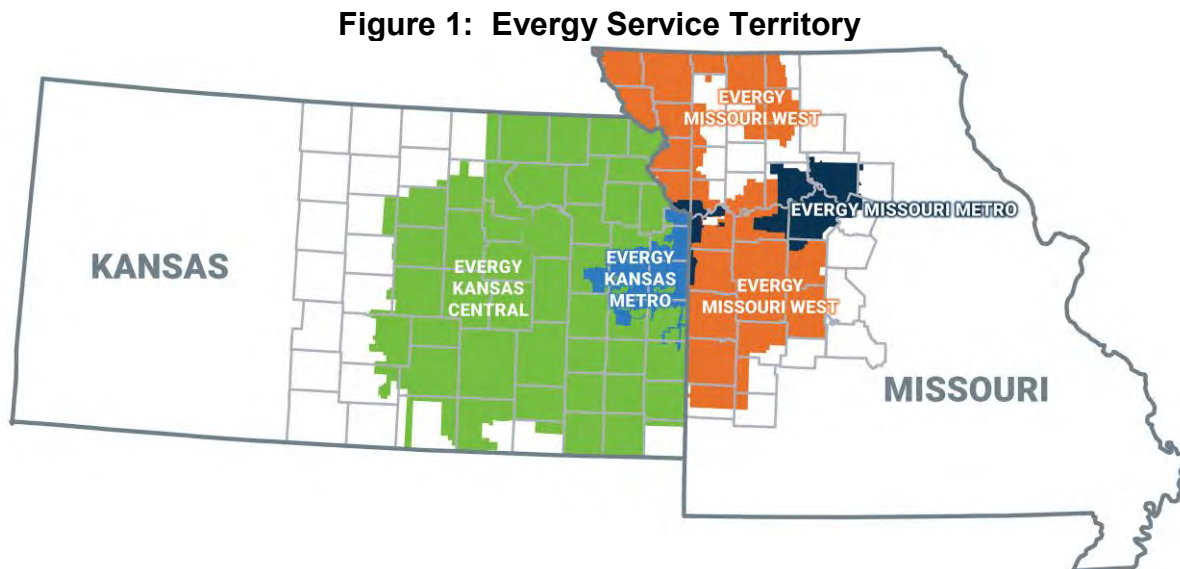 Figure 1:  Evergy Service Territory
EVERGY
MISSOURI WEST
EVERGY MISSOURI METRO
KANSAS
EVERGY
KANSAS
CENTRAL
EVERGY
KANSAS
METRO
EVERGY
MISSOURI WEST
MISSOURI